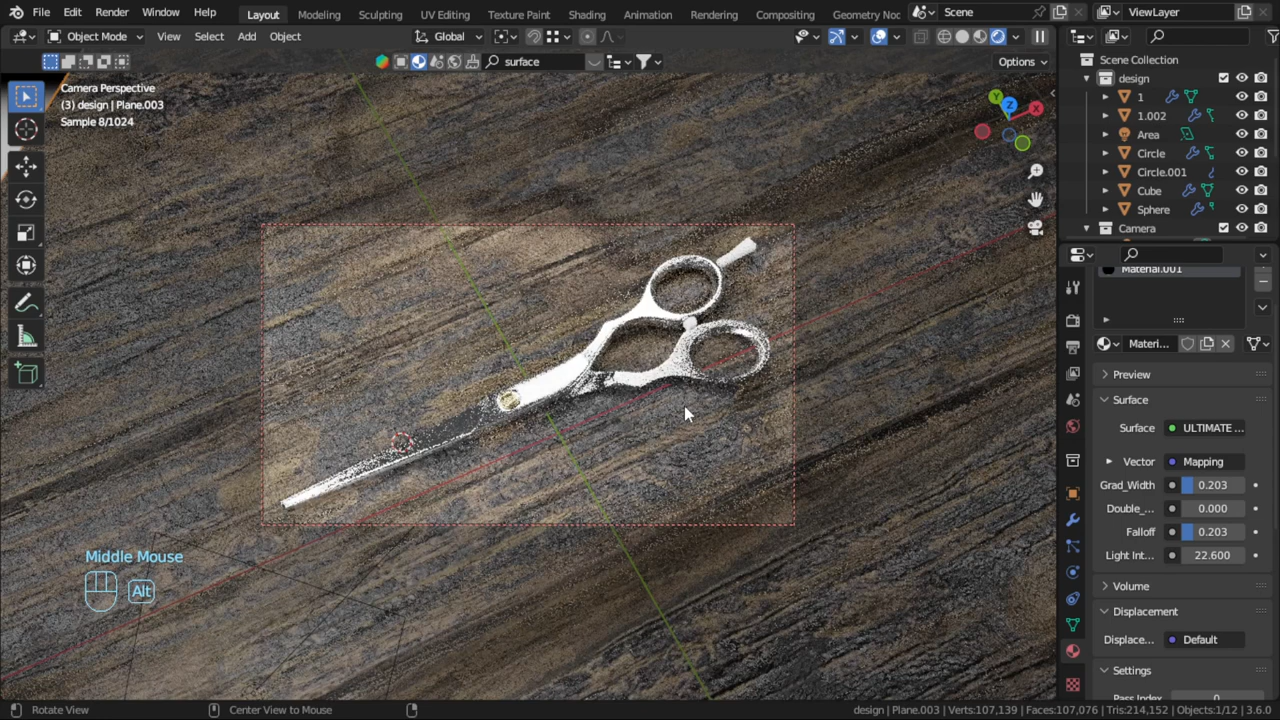 File Edit Render Window Help Layout Modeling Sculpting UV Editing Texture Paint Shading Animation Rendering Compositing Geometry Noc Scene ViewLayer
Object Mode View Select Add Object Global
surface Options
Camera Perspective
(3) design | Plane.003
Sample 8/1024
Y
Z
X
Scene Collection
design
1
1.002
Area
Circle
Circle.001
Cube
Sphere
Camera
Material.001
Materi...
Preview
Surface
Surface ULTIMATE ...
Vector Mapping
Grad_Width 0.203
Double_... 0.000
Falloff 0.203
Light Int... 22.600
Volume
Displacement
Displace... Default
Settings
Pass Index 0
Middle Mouse
Alt
Rotate View Center View to Mouse design | Plane.003 | Verts:107,139 | Faces:107,076 | Tris:214,152 | Objects:1/12 | 3.6.0